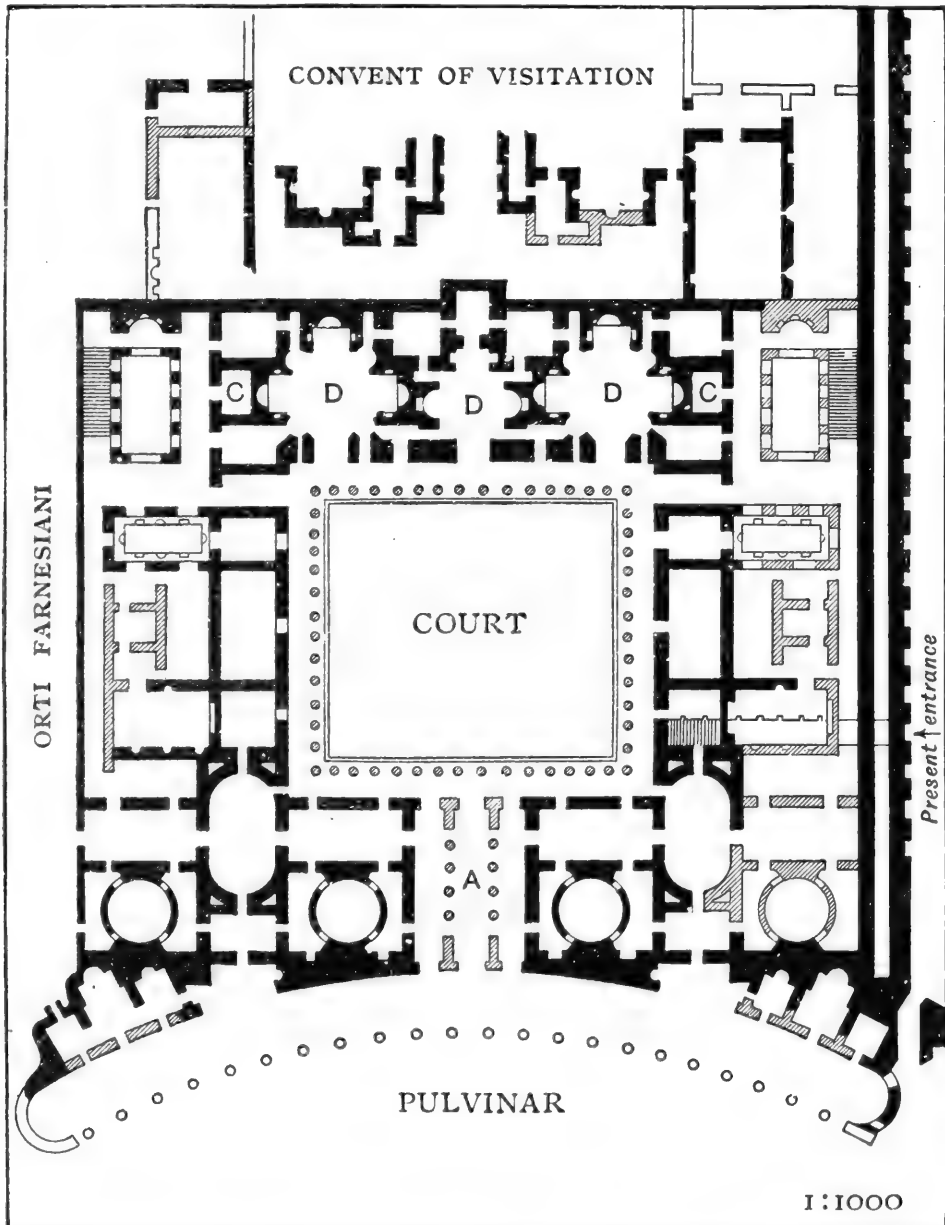 CONVENT OF VISITATION
C
D
D
D
C
ORTI FARNESIANI
COURT
Present entrance
A
PULVINAR
1:1000